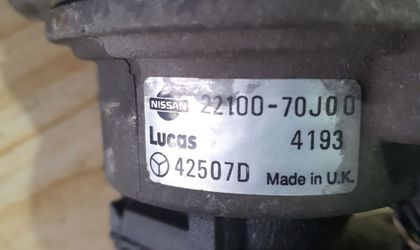 NISSAN 22100-70J00
Lucas 4193
42507D Made in U.K.